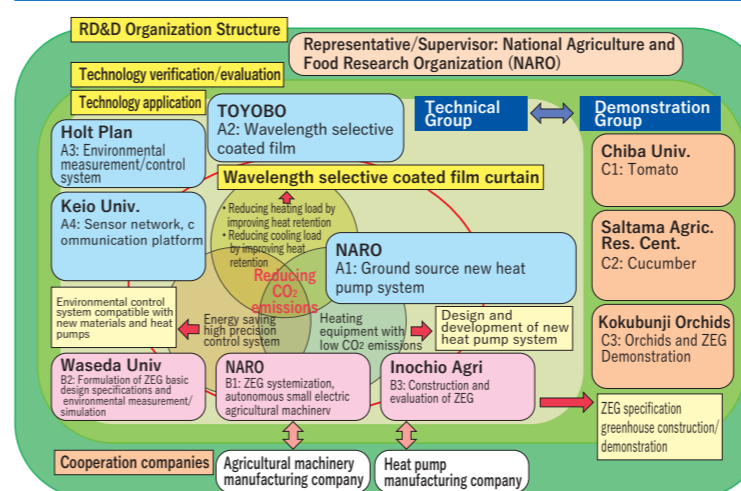 RD&D Organization Structure
Representative/Supervisor: National Agriculture and
Food Research Organization (NARO)
Technology verification/evaluation
Technology application
TOYOBO
A2: Wavelength selective
coated film
Technical
Group
Demonstration
Group
Holt Plan
A3: Environmental
measurement/control
system
Chiba Univ.
C1: Tomato
Wavelength selective coated film curtain
Keio Univ.
A4: Sensor network, c
ommunication platform
• Reducing heating load by
improving heat retention
• Reducing cooling load
by improving heat
retention
Saltama Agric.
Res. Cent.
C2: Cucumber
NARO
A1: Ground source new heat
pump system
Reducing
CO2
emissions
Environmental control
system compatible with
new materials and heat
pumps
Energy saving
high precision
control system
Heating
equipment with
low CO2 emissions
Design and
development of new
heat pump system
Kokubunji Orchids
C3: Orchids and ZEG
Demonstration
Waseda Univ
B2: Formulation of ZEG basic
design specifications and
environmental measurement/
simulation
NARO
B1: ZEG systemization,
autonomous small electric
agricultural machinery
Inochio Agri
B3: Construction and
evaluation of ZEG
ZEG specification
greenhouse construction/
demonstration
Cooperation companies
Agricultural machinery
manufacturing company
Heat pump
manufacturing company